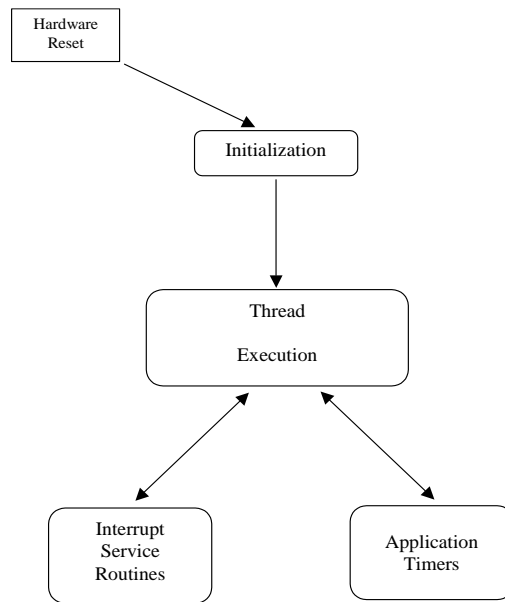 Hardware
Reset
Initialization
Thread
Execution
Interrupt
Service
Routines
Application
Timers